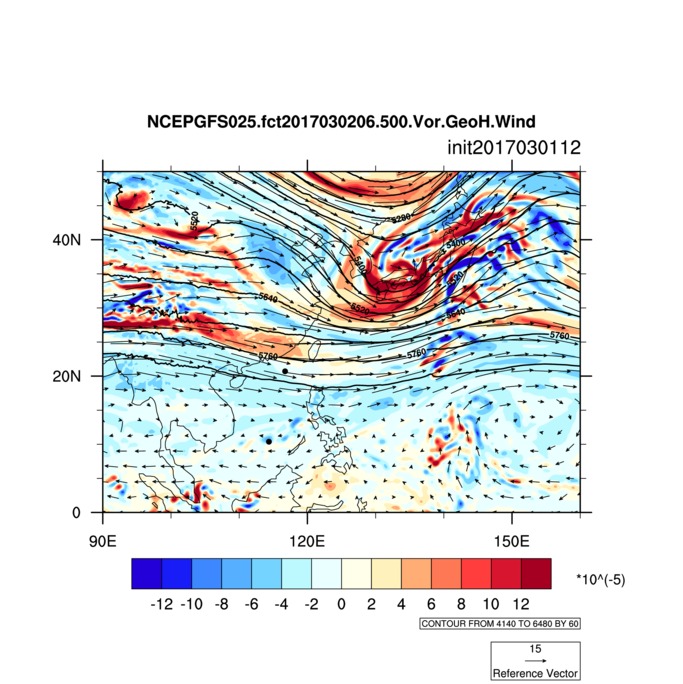 NCEPGFS025.fct2017030206.500.Vor.GeoH.Wind
init2017030112
5520
5280
40N
5400
5400
5520
5640
5520
5640
5760
5760
5760
20N
0
90E 120E 150E
-12 -10 -8 -6 -4 -2 0 2 4 6 8 10 12 *10^(-5)
CONTOUR FROM 4140 TO 6480 BY 60
15
Reference Vector